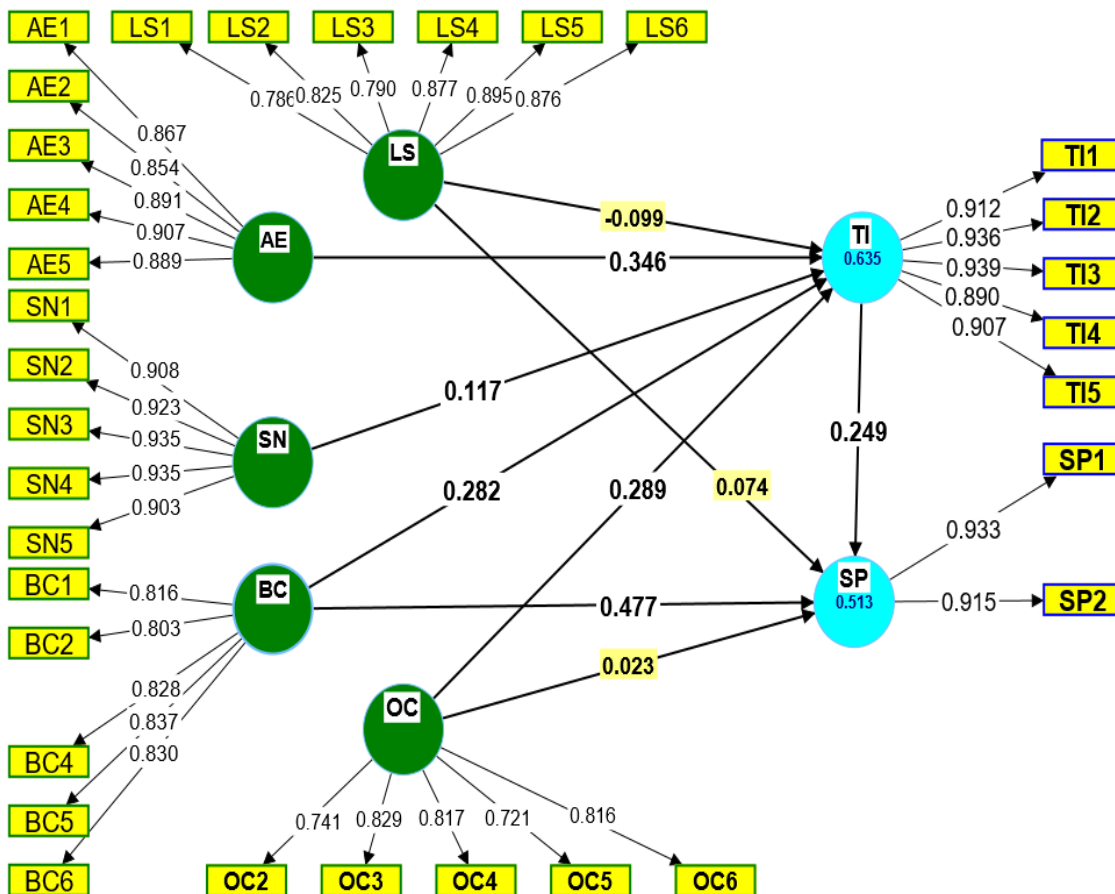 AE1 LS1 LS2 LS3 LS4 LS5 LS6
AE2
AE3
AE4
AE5
0.786 0.825 0.790 0.877 0.895 0.876
0.867
0.854
0.891
0.907
0.889
LS
AE
-0.099
0.346
TI
0.635
TI1
TI2
TI3
TI4
TI5
0.912
0.936
0.939
0.890
0.907
SN1
SN2
SN3
SN4
SN5
0.908
0.923
0.935
0.935
0.903
SN
0.117
0.282
0.289
0.074
0.249
BC1
BC2
BC4
BC5
BC6
0.816
0.803
0.828
0.837
0.830
BC
0.477
0.023
SP
0.513
SP1
SP2
0.933
0.915
OC
0.741 0.829 0.817 0.721 0.816
OC2 OC3 OC4 OC5 OC6